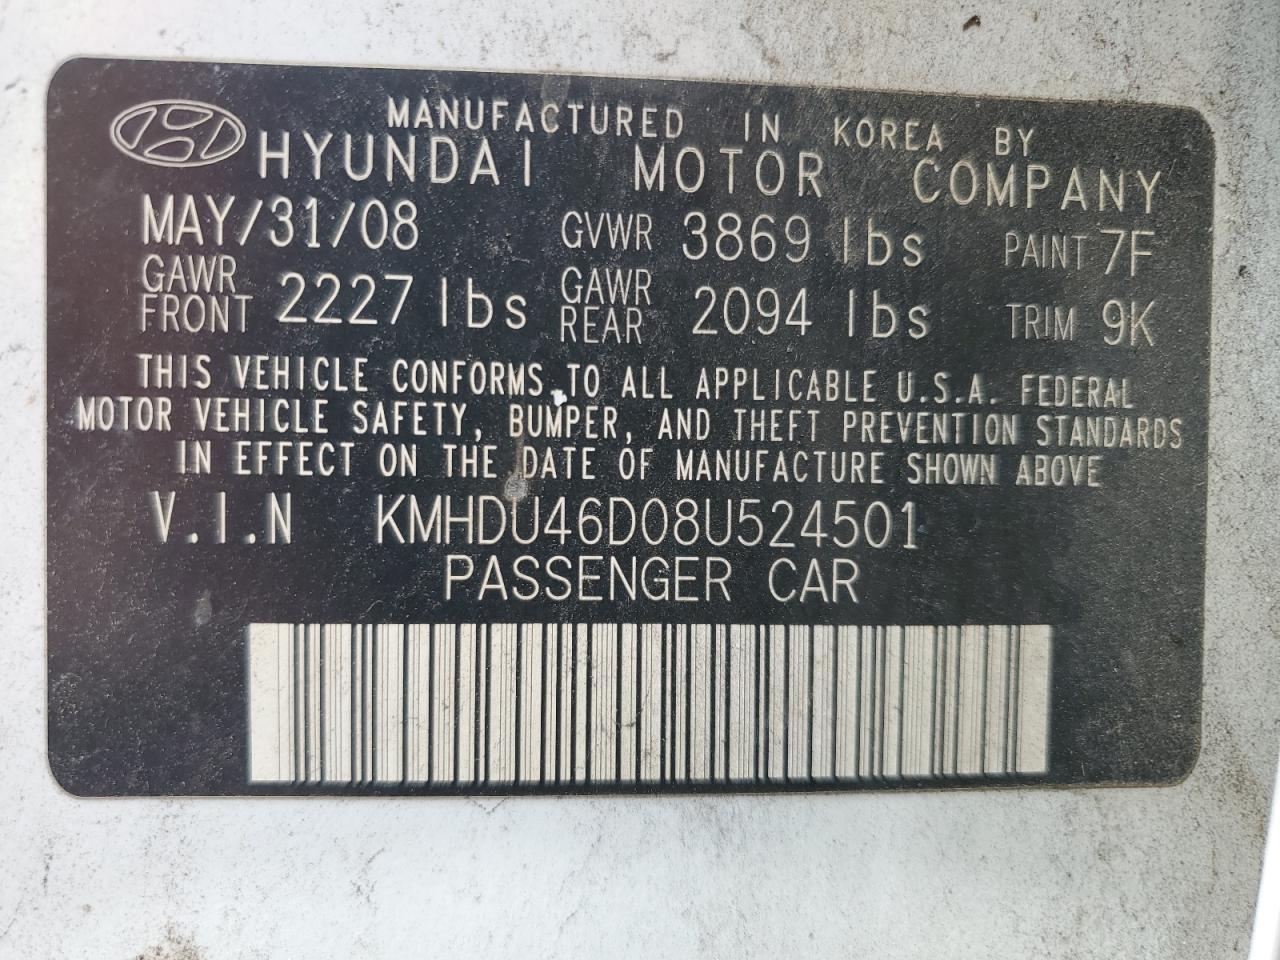 MANUFACTURED IN KOREA BY
HYUNDAI MOTOR COMPANY
MAY/31/08 GVWR 3869 lbs PAINT 7F
GAWR FRONT 2227 lbs GAWR REAR 2094 lbs TRIM 9K
THIS VEHICLE CONFORMS TO ALL APPLICABLE U.S.A. FEDERAL
MOTOR VEHICLE SAFETY, BUMPER, AND THEFT PREVENTION STANDARDS
IN EFFECT ON THE DATE OF MANUFACTURE SHOWN ABOVE
V.I.N KMHDU46D08U524501
PASSENGER CAR